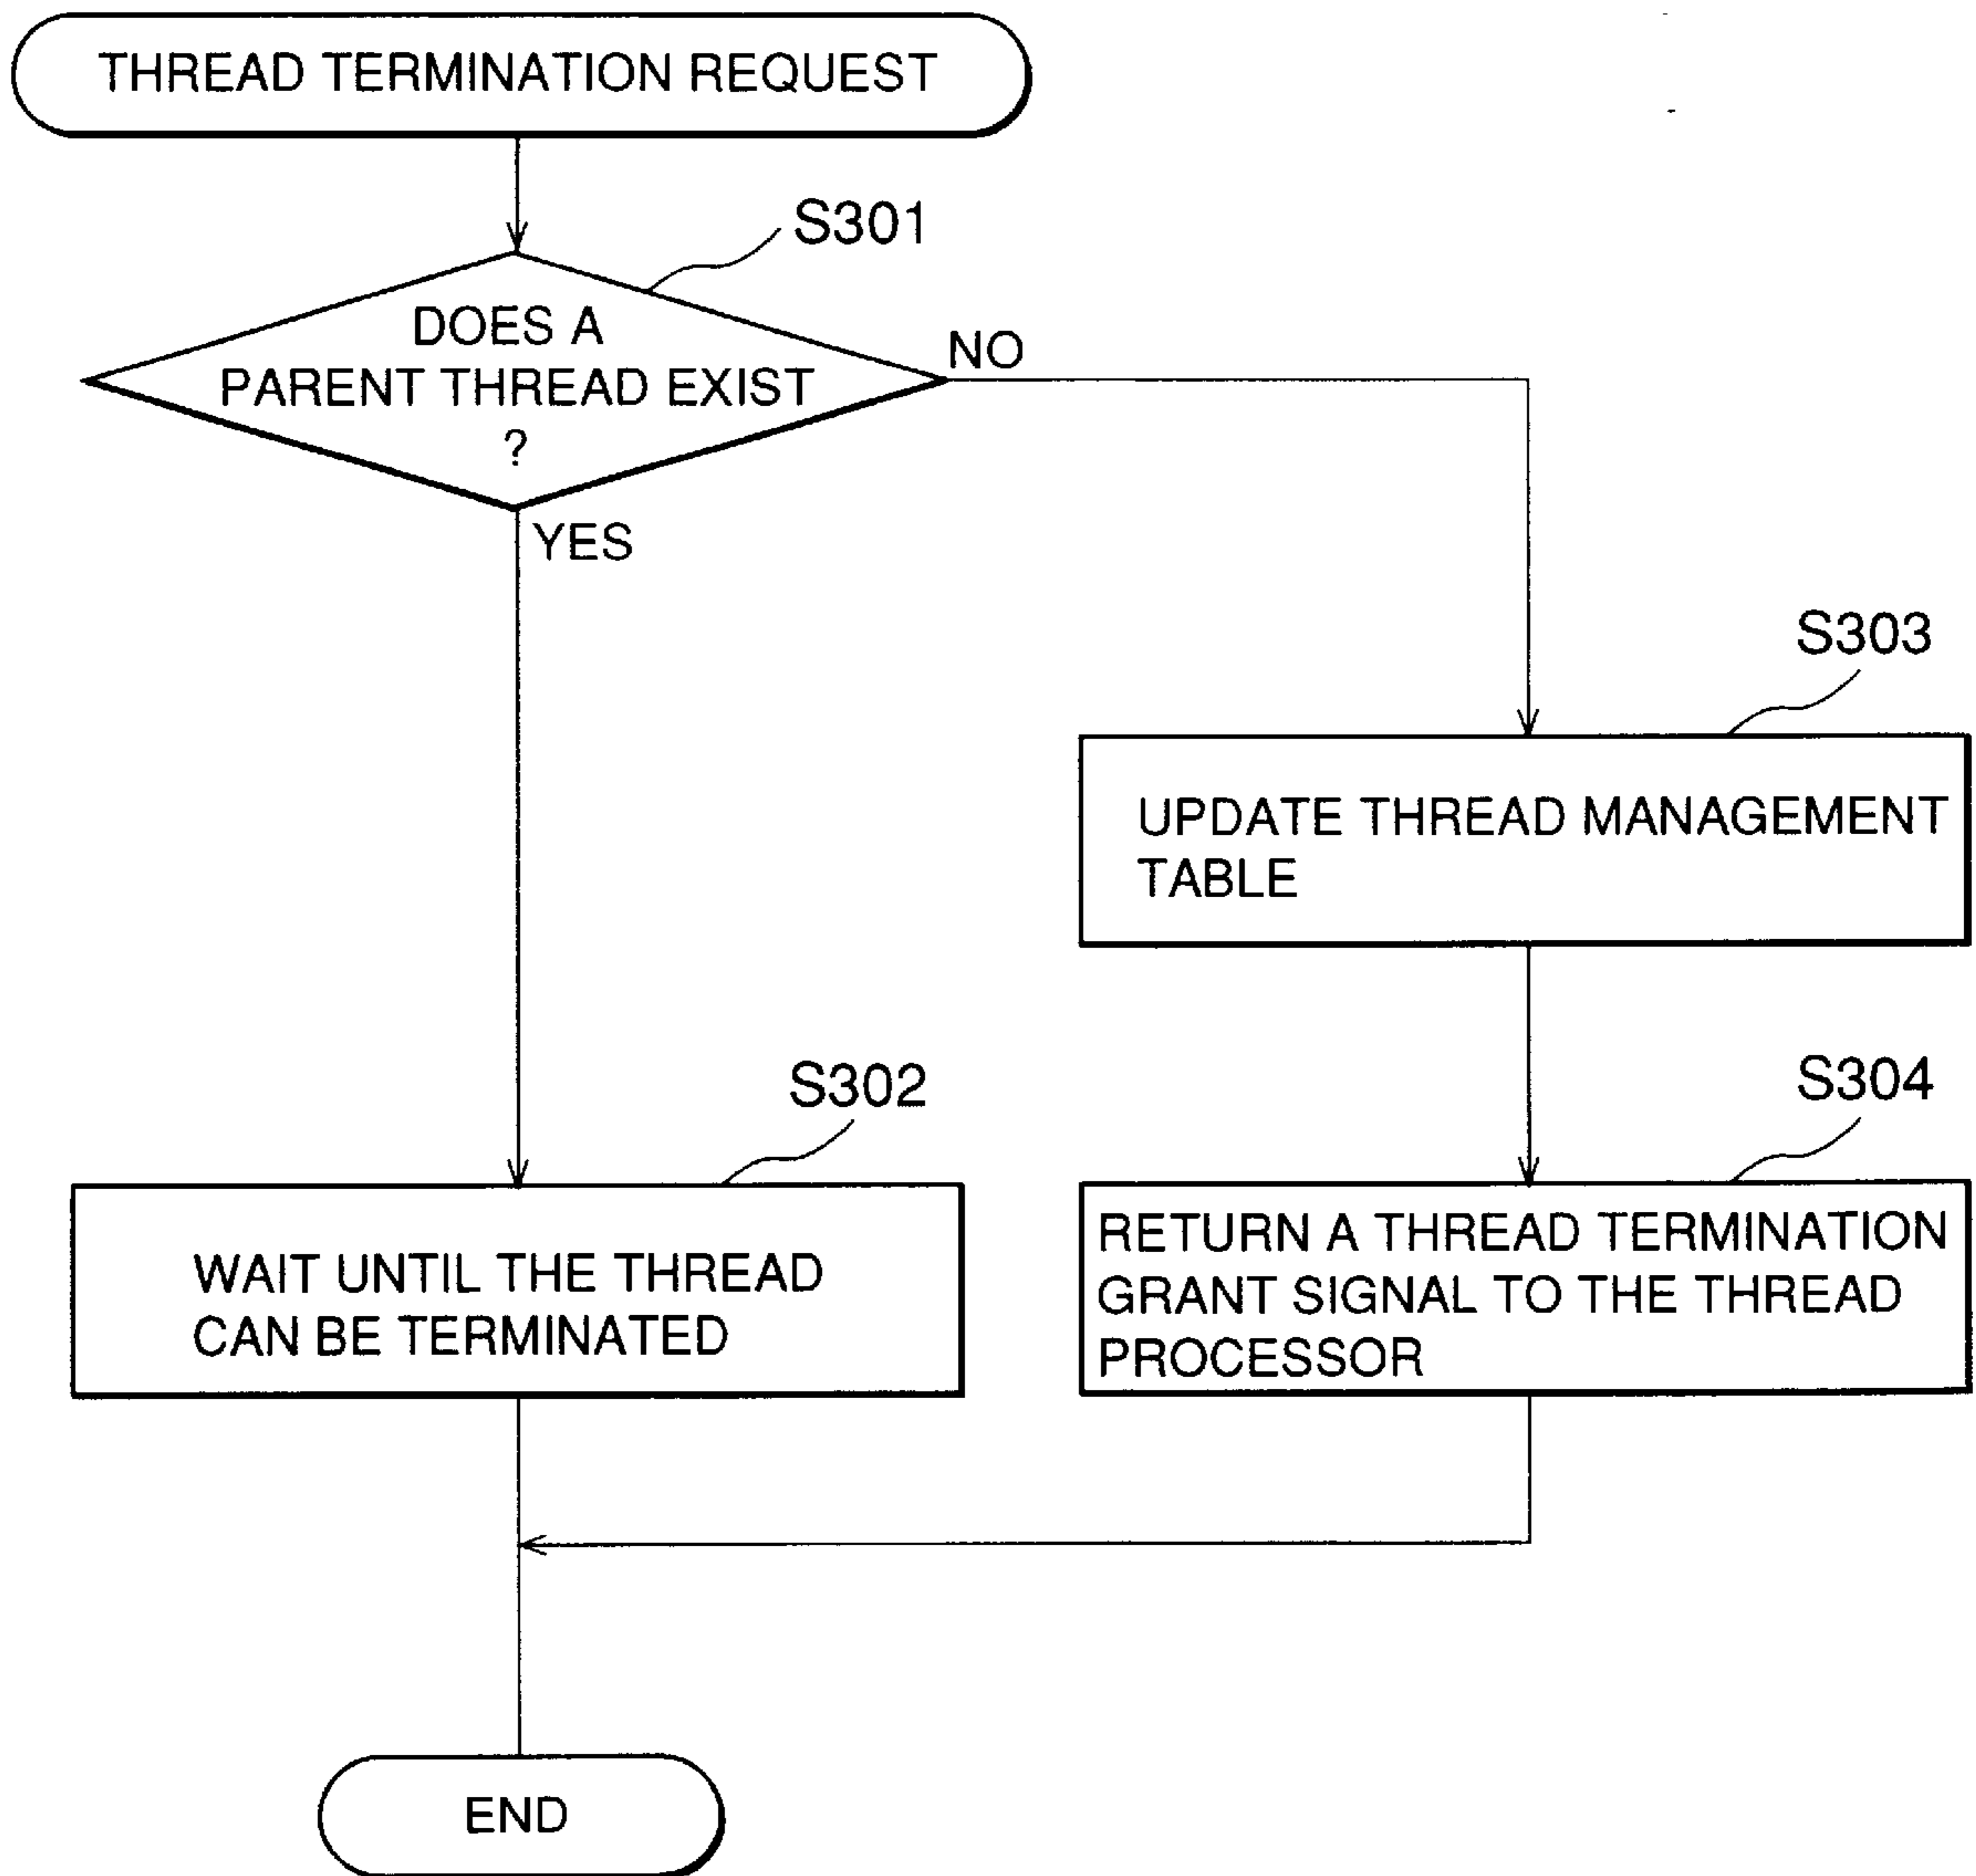 THREAD TERMINATION REQUEST
S301
DOES A
PARENT THREAD EXIST
?
NO
YES
S303
UPDATE THREAD MANAGEMENT
TABLE
S302
WAIT UNTIL THE THREAD
CAN BE TERMINATED
S304
RETURN A THREAD TERMINATION
GRANT SIGNAL TO THE THREAD
PROCESSOR
END